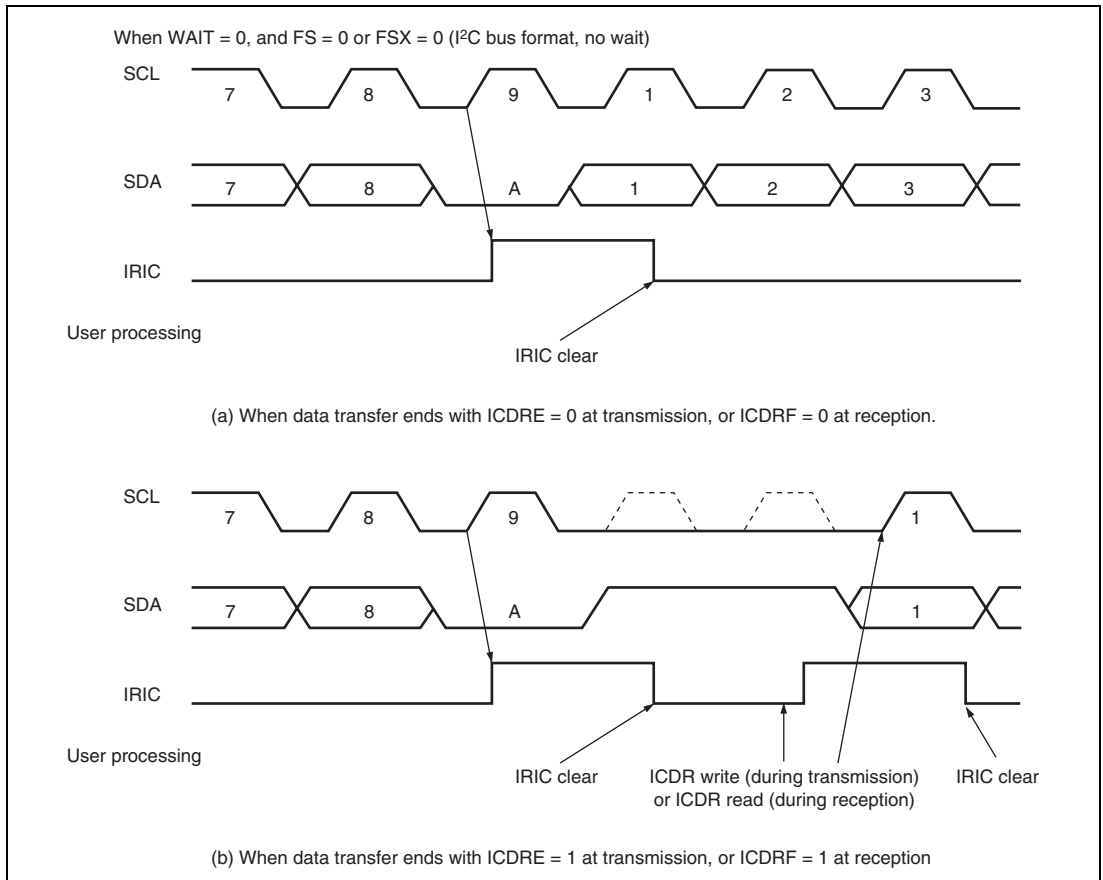 When WAIT = 0, and FS = 0 or FSX = 0 (I²C bus format, no wait)
SCL
7 8 9 1 2 3
SDA
7 8 A 1 2 3
IRIC
User processing
IRIC clear
(a) When data transfer ends with ICDRE = 0 at transmission, or ICDRF = 0 at reception.
SCL
7 8 9 1
SDA
7 8 A 1
IRIC
User processing
IRIC clear
ICDR write (during transmission)
or ICDR read (during reception)
IRIC clear
(b) When data transfer ends with ICDRE = 1 at transmission, or ICDRF = 1 at reception